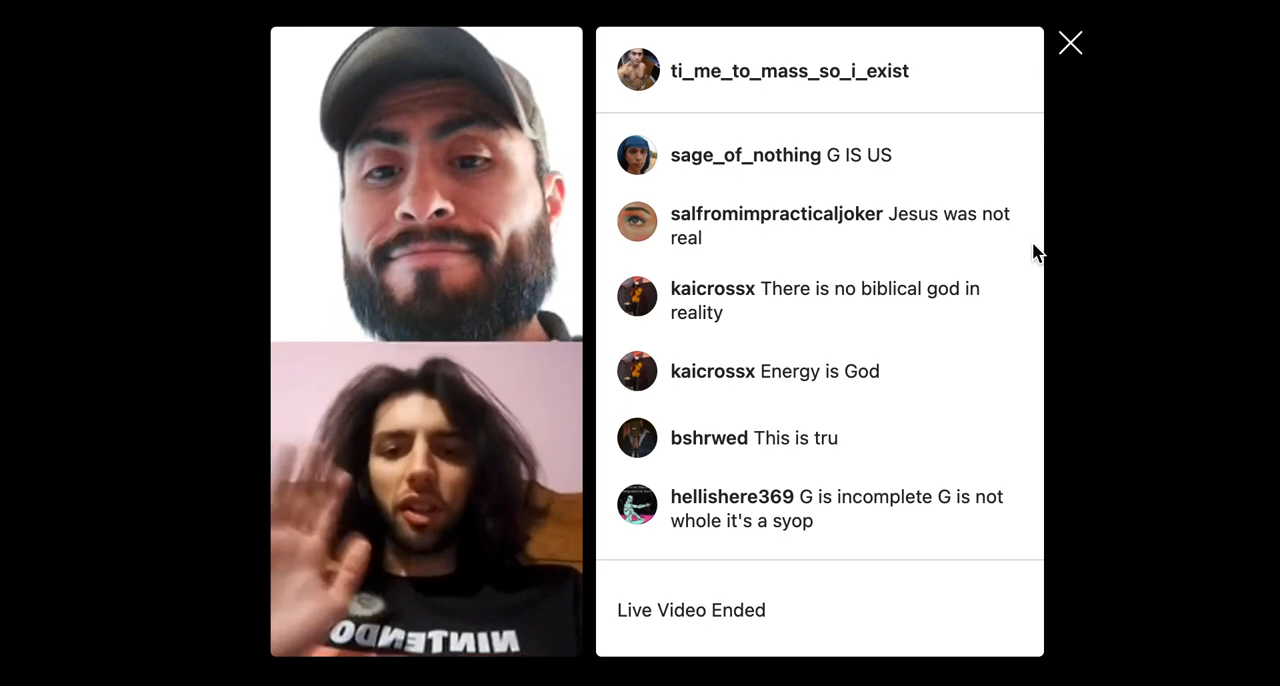 ti_me_to_mass_so_i_exist
sage_of_nothing G IS US
salfromimpracticaljoker Jesus was not
real
kaicrossx There is no biblical god in
reality
kaicrossx Energy is God
bshrwed This is tru
hellishere369 G is incomplete G is not
whole it's a syop
Live Video Ended
NINTENDO